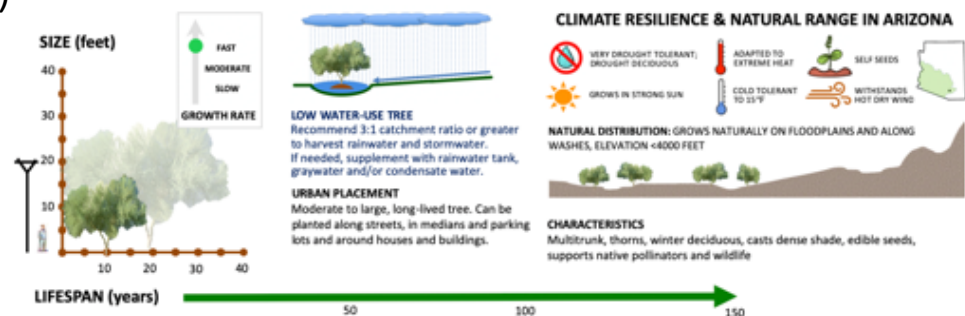 )
SIZE (feet)
40
30
20
10
10 20 30 40
FAST
MODERATE
SLOW
GROWTH RATE
LOW WATER-USE TREE
Recommend 3:1 catchment ratio or greater
to harvest rainwater and stormwater.
If needed, supplement with rainwater tank,
graywater and/or condensate water.
URBAN PLACEMENT
Moderate to large, long-lived tree. Can be
planted along streets, in medians and parking
lots and around houses and buildings.
CLIMATE RESILIENCE & NATURAL RANGE IN ARIZONA
VERY DROUGHT TOLERANT;
DROUGHT DECIDUOUS
ADAPTED TO
EXTREME HEAT
SELF SEEDS
GROWS IN STRONG SUN
COLD TOLERANT
TO 15°F
WITHSTANDS
HOT DRY WIND
NATURAL DISTRIBUTION: GROWS NATURALLY ON FLOODPLAINS AND ALONG
WASHES, ELEVATION <4000 FEET
CHARACTERISTICS
Multitrunk, thorns, winter deciduous, casts dense shade, edible seeds,
supports native pollinators and wildlife
LIFESPAN (years)
50 100 150